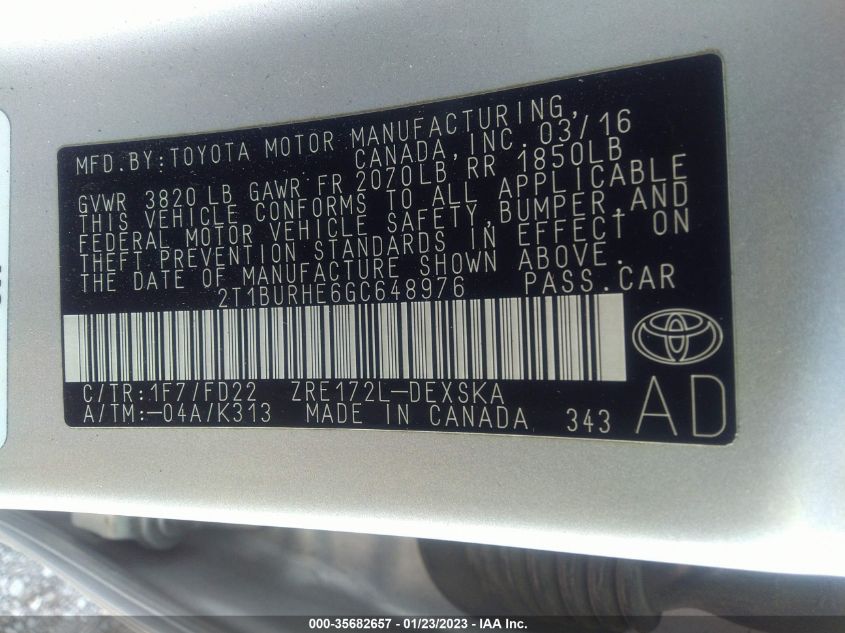 MFD.BY:TOYOTA MOTOR MANUFACTURING,
CANADA,INC. 03/16
GVWR 3820 LB GAWR FR 2070LB RR 1850LB
THIS VEHICLE CONFORMS TO ALL APPLICABLE
FEDERAL MOTOR VEHICLE SAFETY,BUMPER,AND
THEFT PREVENTION STANDARDS IN EFFECT ON
THE DATE OF MANUFACTURE SHOWN ABOVE.
2T1BURHE6GC648976 PASS.CAR
C/TR:1F7/FD22 ZRE172L-DEXSKA
A/TM:-04A/K313 MADE IN CANADA 343
AD
000-35682657 - 01/23/2023 - IAA Inc.